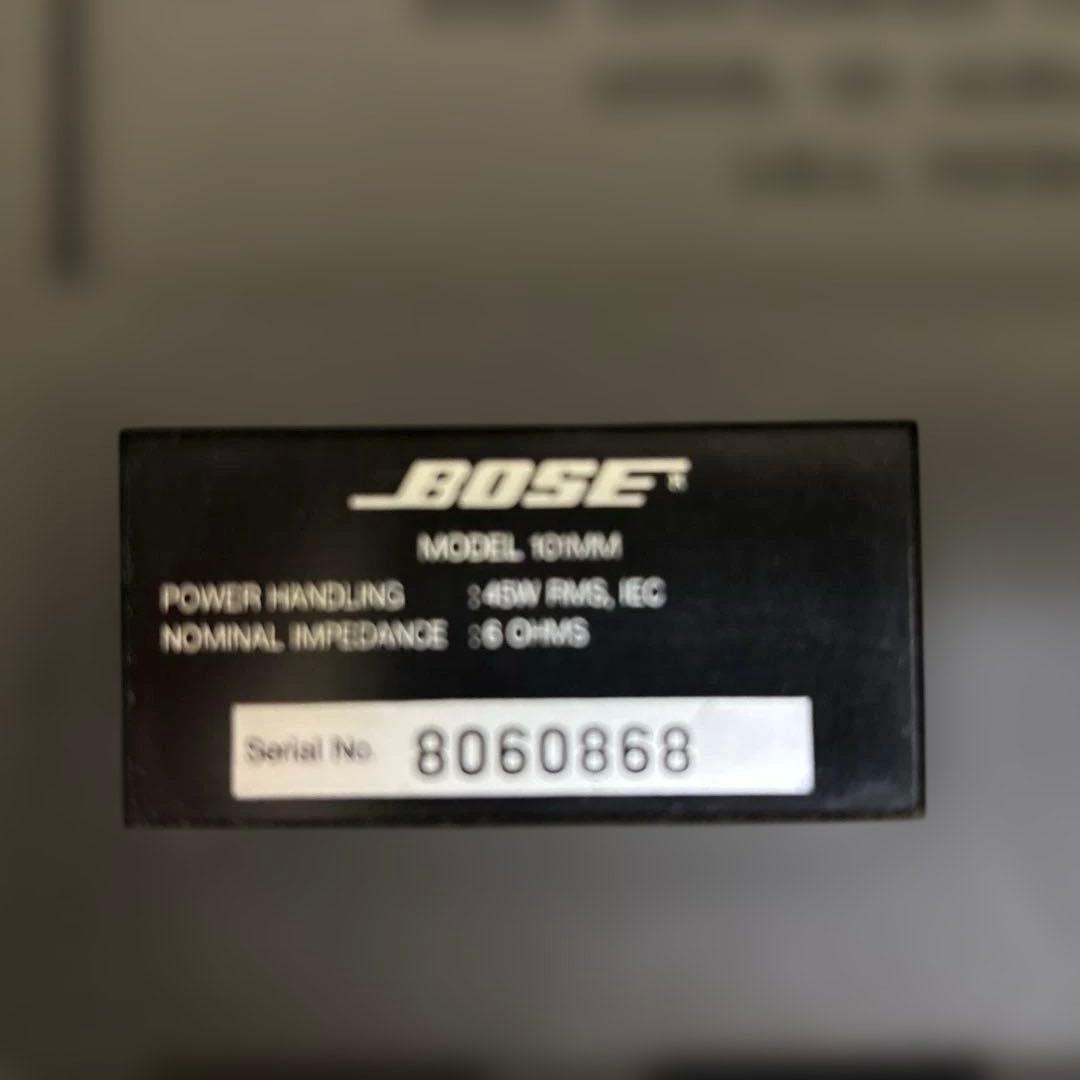 BOSE
MODEL 101MM
POWER HANDLING : 45W RMS, IEC
NOMINAL IMPEDANCE : 6 OHMS
Serial No. 8060868